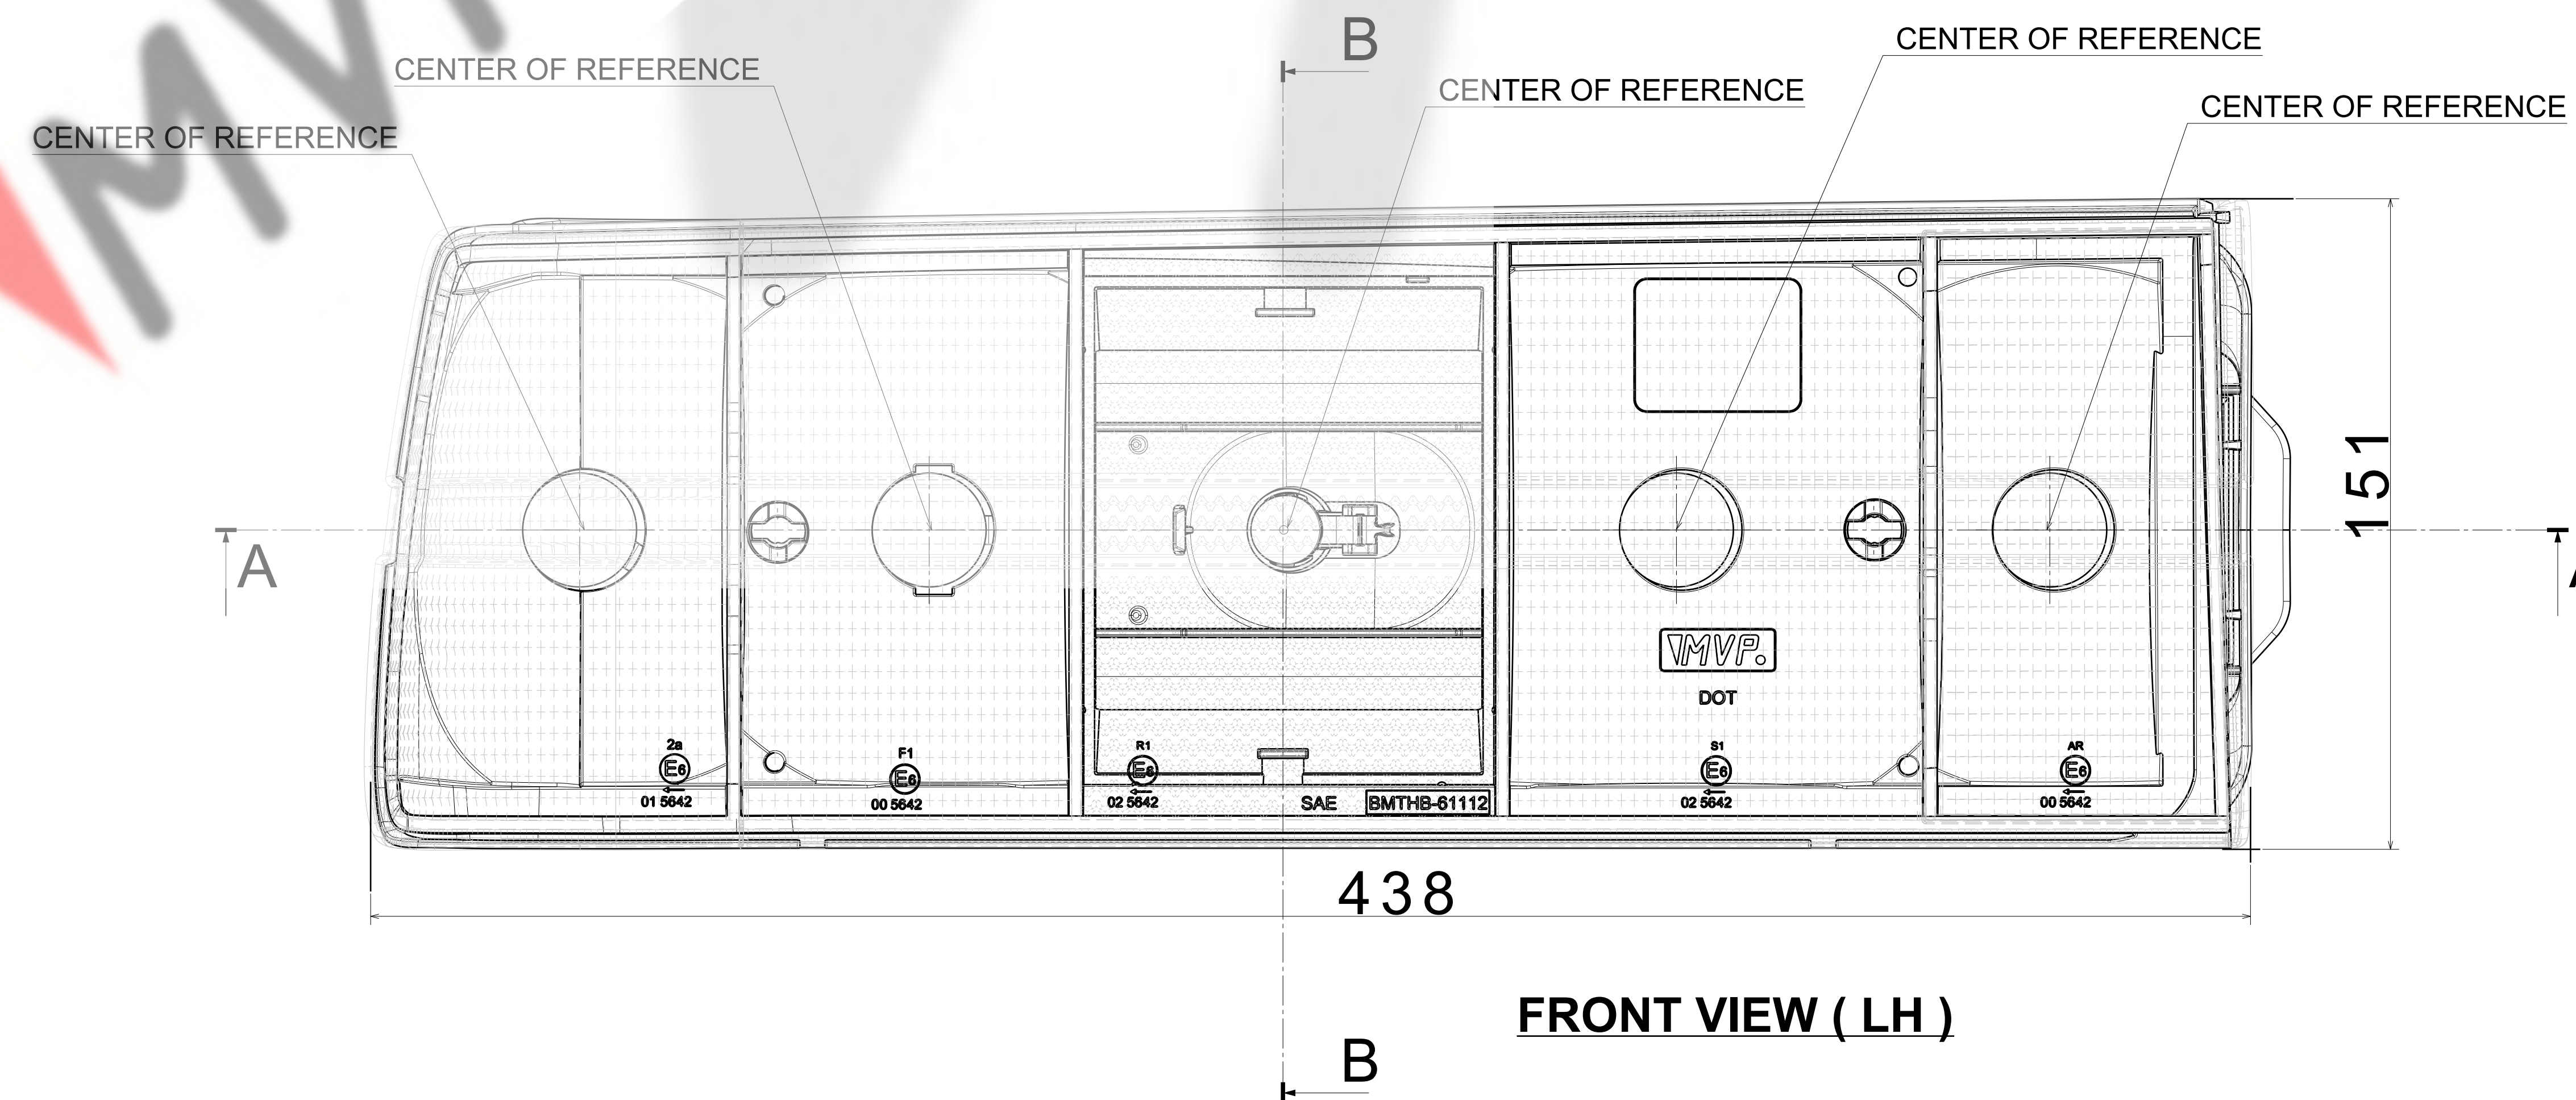 CENTER OF REFERENCE
CENTER OF REFERENCE
CENTER OF REFERENCE
CENTER OF REFERENCE
CENTER OF REFERENCE
B
A
151
MVP.
DOT
2a
E6
01 5642
F1
E6
00 5642
R1
E6
02 5642
SAE
BMTHB-61112
S1
E6
02 5642
AR
E6
00 5642
438
FRONT VIEW ( LH )
B